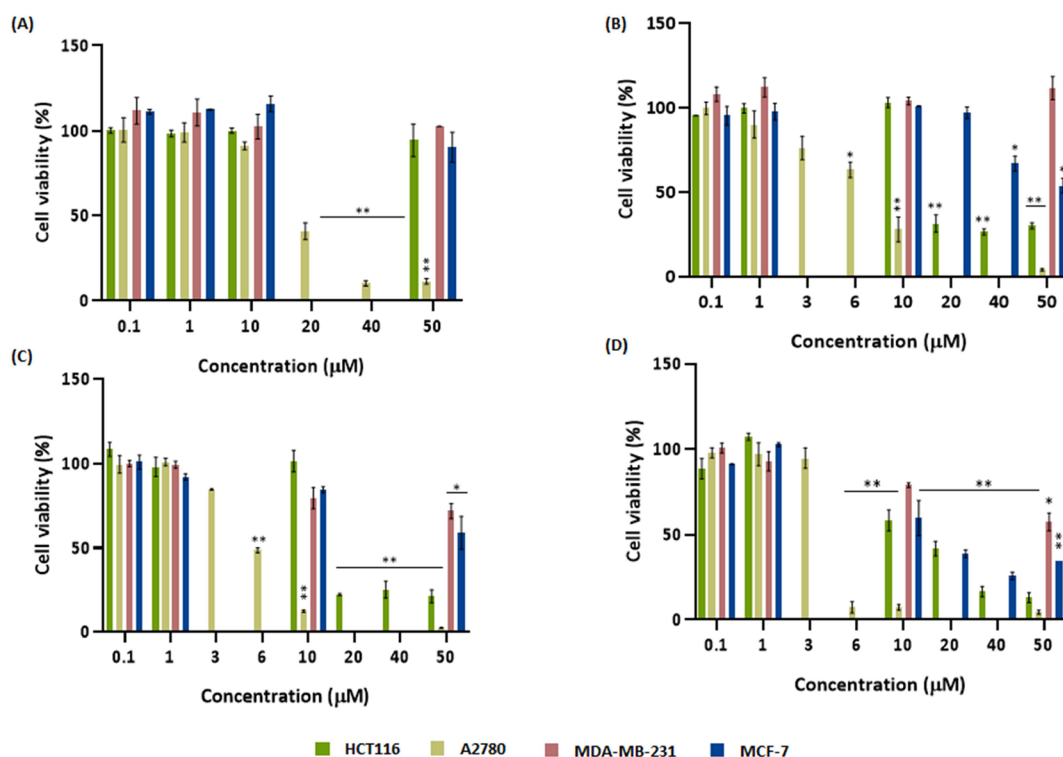 (A)
150
100
50
0
Cell viability (%)
**
**
0.1 1 10 20 40 50
Concentration (μM)
(B)
150
100
50
0
Cell viability (%)
*
**
**
**
*
**
*
0.1 1 3 6 10 20 40 50
Concentration (μM)
(C)
150
100
50
0
Cell viability (%)
**
**
**
*
0.1 1 3 6 10 20 40 50
Concentration (μM)
(D)
150
100
50
0
Cell viability (%)
**
**
*
**
0.1 1 3 6 10 20 40 50
Concentration (μM)
HCT116 A2780 MDA-MB-231 MCF-7